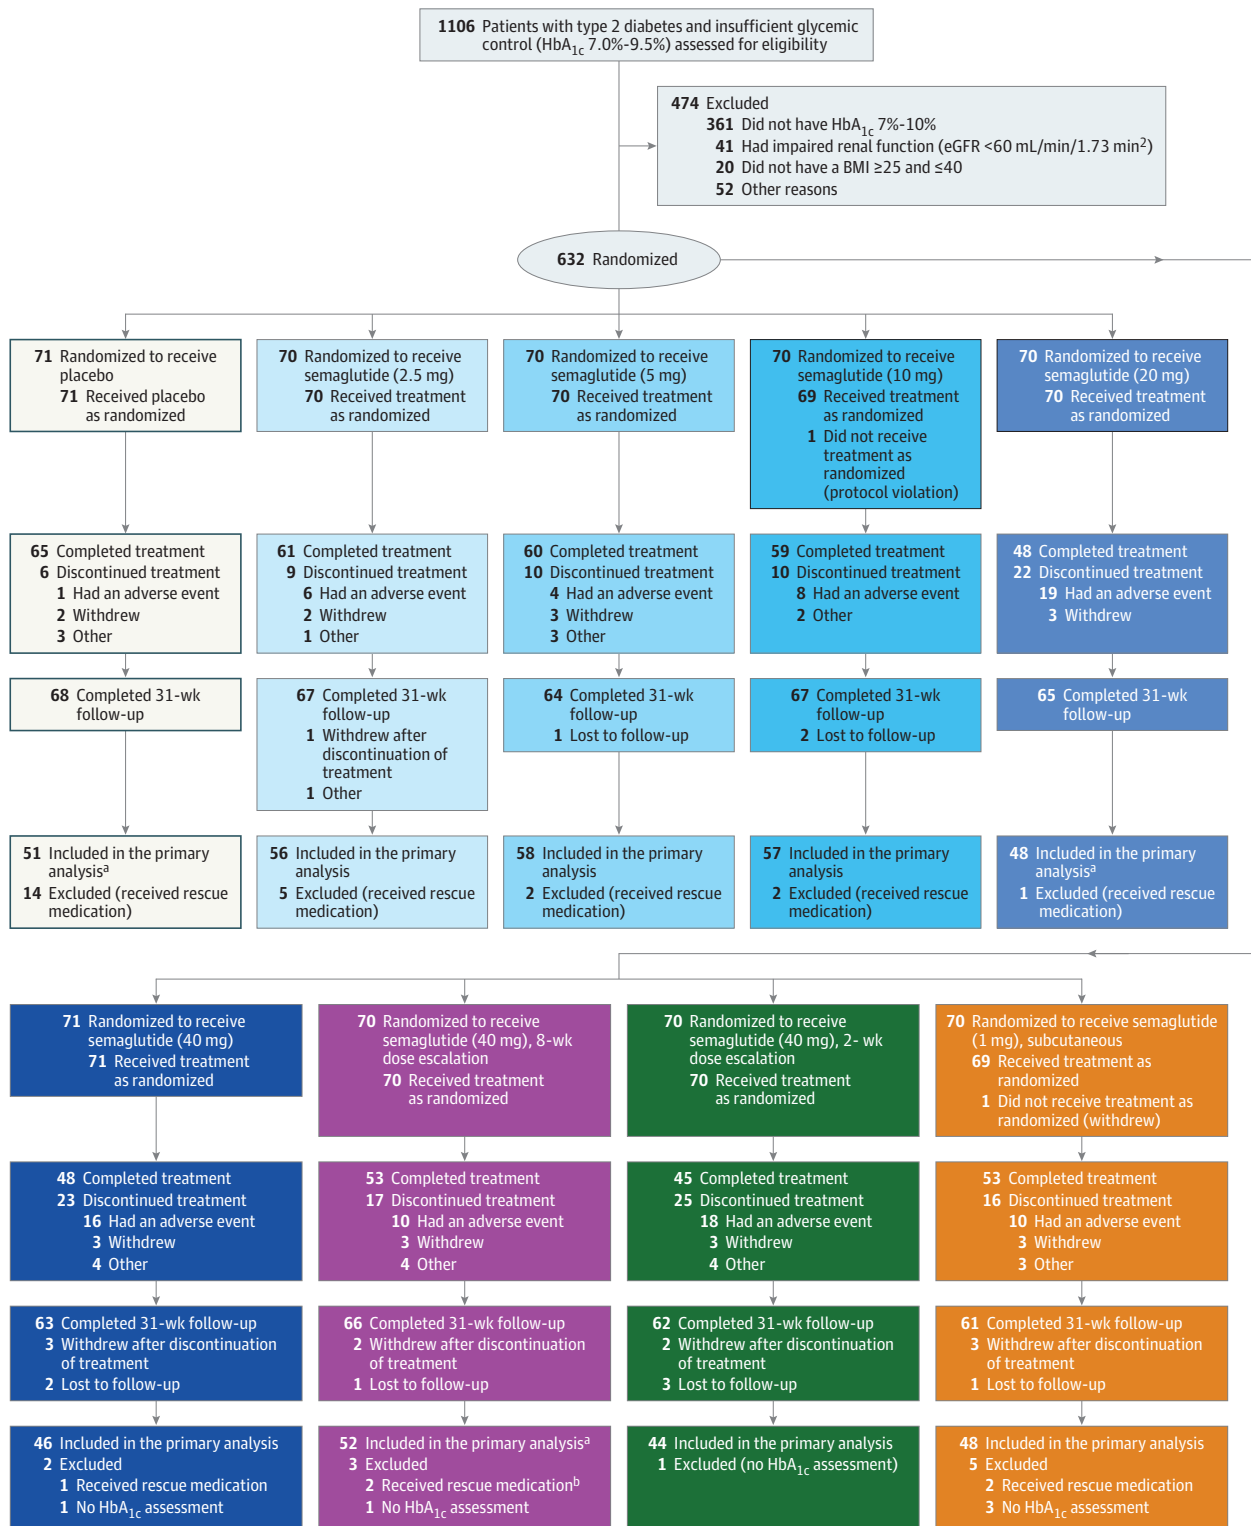 1106 Patients with type 2 diabetes and insufficient glycemic
control (HbA1c 7.0%-9.5%) assessed for eligibility
474 Excluded
361 Did not have HbA1c 7%-10%
41 Had impaired renal function (eGFR <60 mL/min/1.73 min2)
20 Did not have a BMI ≥25 and ≤40
52 Other reasons
632 Randomized
71 Randomized to receive
placebo
71 Received placebo
as randomized
70 Randomized to receive
semaglutide (2.5 mg)
70 Received treatment
as randomized
70 Randomized to receive
semaglutide (5 mg)
70 Received treatment
as randomized
70 Randomized to receive
semaglutide (10 mg)
69 Received treatment
as randomized
1 Did not receive
treatment as
randomized
(protocol violation)
70 Randomized to receive
semaglutide (20 mg)
70 Received treatment
as randomized
65 Completed treatment
6 Discontinued treatment
1 Had an adverse event
2 Withdrew
3 Other
61 Completed treatment
9 Discontinued treatment
6 Had an adverse event
2 Withdrew
1 Other
60 Completed treatment
10 Discontinued treatment
4 Had an adverse event
3 Withdrew
3 Other
59 Completed treatment
10 Discontinued treatment
8 Had an adverse event
2 Other
48 Completed treatment
22 Discontinued treatment
19 Had an adverse event
3 Withdrew
68 Completed 31-wk
follow-up
67 Completed 31-wk
follow-up
1 Withdrew after
discontinuation of
treatment
1 Other
64 Completed 31-wk
follow-up
1 Lost to follow-up
67 Completed 31-wk
follow-up
2 Lost to follow-up
65 Completed 31-wk
follow-up
51 Included in the primary
analysisa
14 Excluded (received rescue
medication)
56 Included in the primary
analysis
5 Excluded (received rescue
medication)
58 Included in the primary
analysis
2 Excluded (received rescue
medication)
57 Included in the primary
analysis
2 Excluded (received rescue
medication)
48 Included in the primary
analysisa
1 Excluded (received rescue
medication)
71 Randomized to receive
semaglutide (40 mg)
71 Received treatment
as randomized
70 Randomized to receive
semaglutide (40 mg), 8-wk
dose escalation
70 Received treatment
as randomized
70 Randomized to receive
semaglutide (40 mg), 2- wk
dose escalation
70 Received treatment
as randomized
70 Randomized to receive semaglutide
(1 mg), subcutaneous
69 Received treatment as
randomized
1 Did not receive treatment as
randomized (withdrew)
48 Completed treatment
23 Discontinued treatment
16 Had an adverse event
3 Withdrew
4 Other
53 Completed treatment
17 Discontinued treatment
10 Had an adverse event
3 Withdrew
4 Other
45 Completed treatment
25 Discontinued treatment
18 Had an adverse event
3 Withdrew
4 Other
53 Completed treatment
16 Discontinued treatment
10 Had an adverse event
3 Withdrew
3 Other
63 Completed 31-wk follow-up
3 Withdrew after discontinuation
of treatment
2 Lost to follow-up
66 Completed 31-wk follow-up
2 Withdrew after discontinuation
of treatment
1 Lost to follow-up
62 Completed 31-wk follow-up
2 Withdrew after discontinuation
of treatment
3 Lost to follow-up
61 Completed 31-wk follow-up
3 Withdrew after discontinuation
of treatment
1 Lost to follow-up
46 Included in the primary analysis
2 Excluded
1 Received rescue medication
1 No HbA1c assessment
52 Included in the primary analysisa
3 Excluded
2 Received rescue medicationb
1 No HbA1c assessment
44 Included in the primary analysis
1 Excluded (no HbA1c assessment)
48 Included in the primary analysis
5 Excluded
2 Received rescue medication
3 No HbA1c assessment